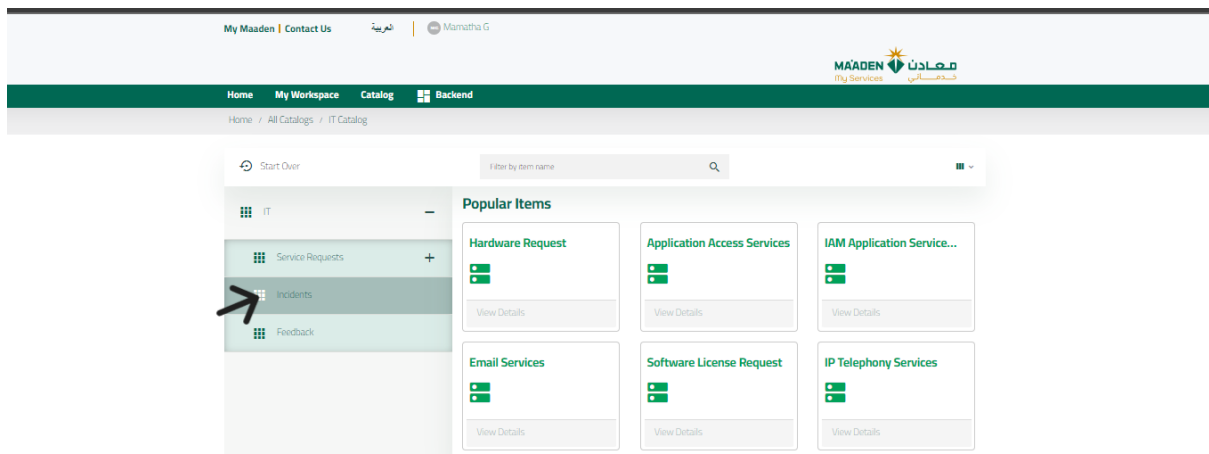 My Maaden | Contact Us العربية Mamatha G
MA'ADEN معادن
My Services خدماتي
Home My Workspace Catalog Backend
Home / All Catalogs / IT Catalog
Start Over Filter by item name
IT
Service Requests
Incidents
Feedback
Popular Items
Hardware Request Application Access Services IAM Application Service...
View Details View Details View Details
Email Services Software License Request IP Telephony Services
View Details View Details View Details